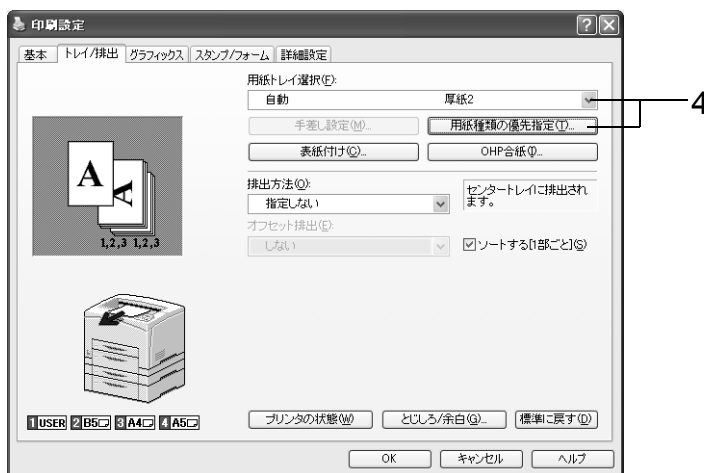 印刷設定
基本 トレイ/排出 グラフィックス スタンプ/フォーム 詳細設定
用紙トレイ選択(F):
自動 厚紙2
4
手差し設定(M)... 用紙種類の優先指定(T)...
表紙付け(C)... OHP合紙(I)...
A A
1,2,3 1,2,3
排出方法(O):
指定しない
センタートレイに排出され
ます。
オフセット排出(E):
しない
ソートする[1部ごと](S)
1 USER 2 B5 3 A4 4 A5
プリンタの状態(W) とじしろ/余白(G)... 標準に戻す(D)
OK キャンセル ヘルプ